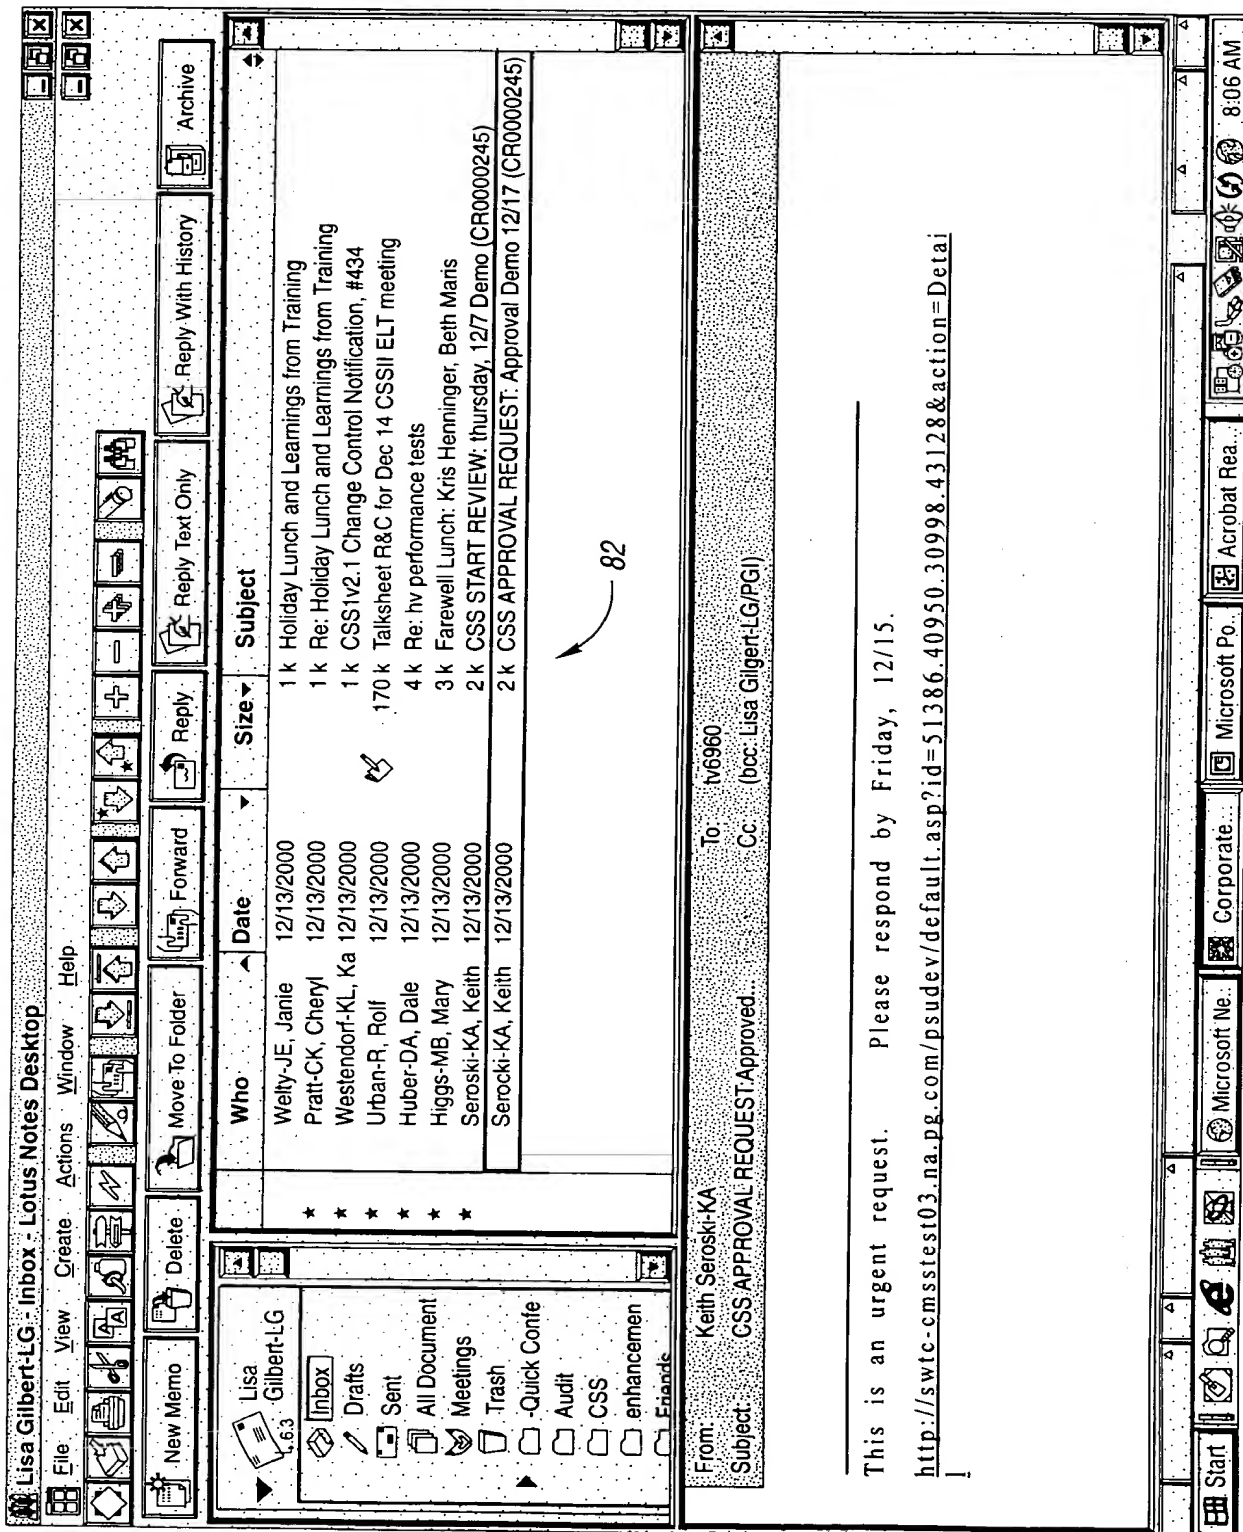 Lisa Gilbert-LG - Inbox - Lotus Notes Desktop
File Edit View Create Actions Window Help
New Memo Delete Move To Folder Forward Reply Reply Text Only Reply With History Archive
Lisa
Gilbert-LG
4.6.3
Inbox
Drafts
Sent
All Document
Meetings
Trash
-Quick Confe
Audit
CSS
enhancemen
Friends
Who Date Size Subject
Welty-JE, Janie 12/13/2000 1 k Holiday Lunch and Learnings from Training
Pratt-CK, Cheryl 12/13/2000 1 k Re: Holiday Lunch and Learnings from Training
Westendorf-KL, Ka 12/13/2000 1 k CSS1v2.1 Change Control Notification, #434
Urban-R, Rolf 12/13/2000 170 k Talksheet R&C for Dec 14 CSSII ELT meeting
Huber-DA, Dale 12/13/2000 4 k Re: hv performance tests
Higgs-MB, Mary 12/13/2000 3 k Farewell Lunch: Kris Henninger, Beth Maris
Seroski-KA, Keith 12/13/2000 2 k CSS START REVIEW: thursday, 12/7 Demo (CR0000245)
Serocki-KA, Keith 12/13/2000 2 k CSS APPROVAL REQUEST: Approval Demo 12/17 (CR0000245)
82
From: Keith Seroski-KA To: tv6960
Subject: CSS APPROVAL REQUEST:Approved... Cc: (bcc: Lisa Gilgert-LG/PGI)
This is an urgent request. Please respond by Friday, 12/15.
http://swtc-cmsstest03.na.pg.com/psudev/default.asp?id=51386.40950.30998.43128&action=Detai
l
Start Microsoft Ne.. Corporate... Microsoft Po.. Acrobat Rea.. 8:06 AM